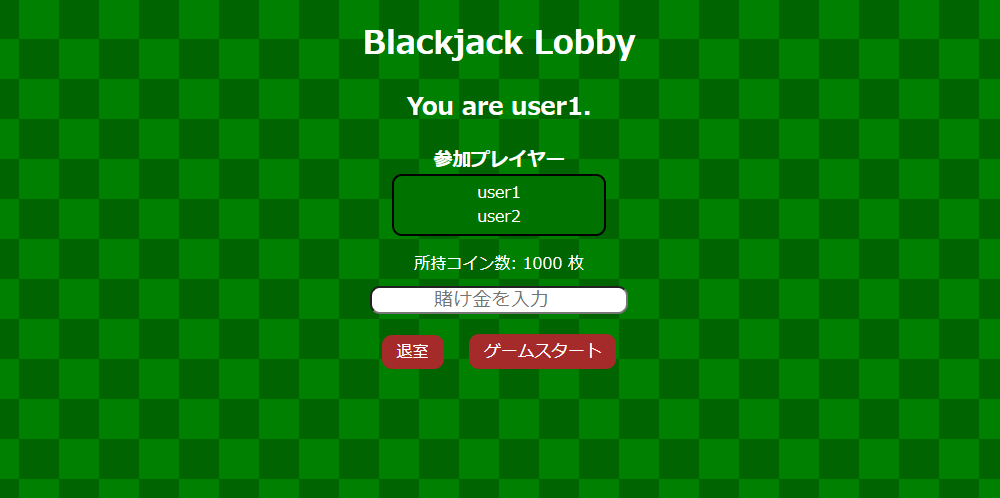 Blackjack Lobby
You are user1.
参加プレイヤー
user1
user2
所持コイン数: 1000 枚
賭け金を入力
退室 ゲームスタート